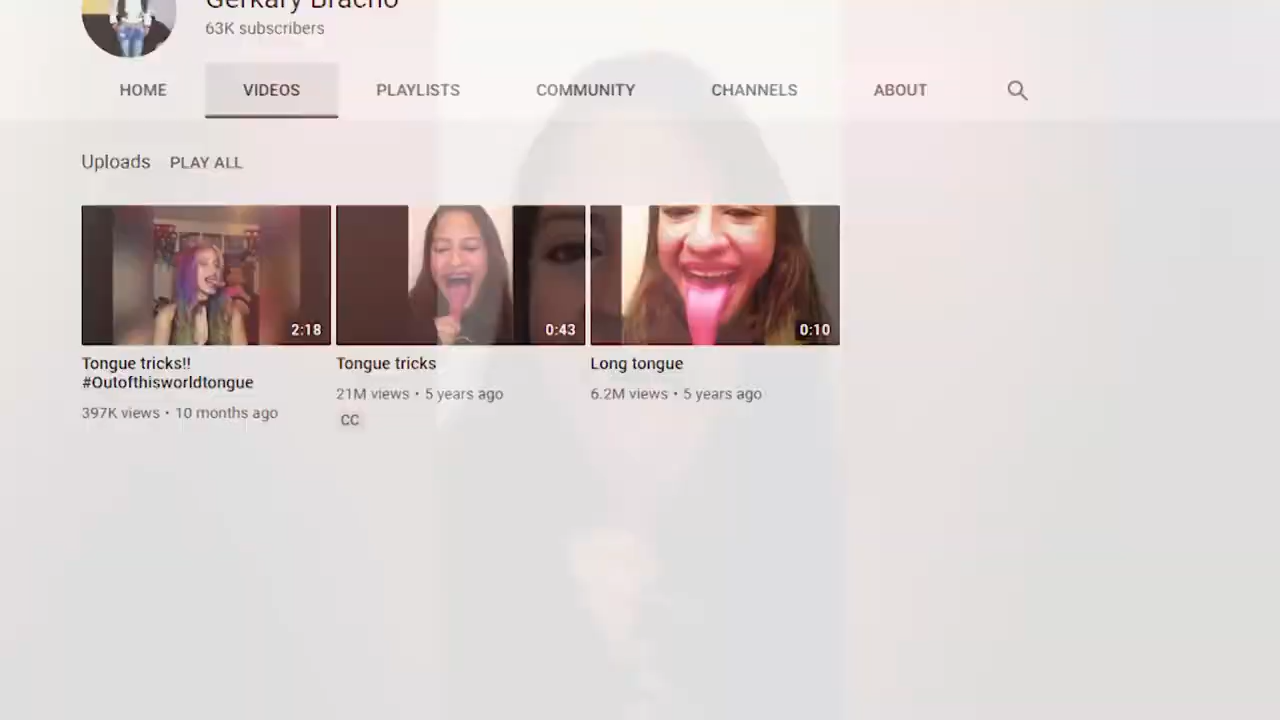 Gerkary Bracho
63K subscribers
HOME VIDEOS PLAYLISTS COMMUNITY CHANNELS ABOUT
Uploads PLAY ALL
2:18 0:43 0:10
Tongue tricks!! Tongue tricks Long tongue
#Outofthisworldtongue
21M views • 5 years ago 6.2M views • 5 years ago
397K views • 10 months ago
CC